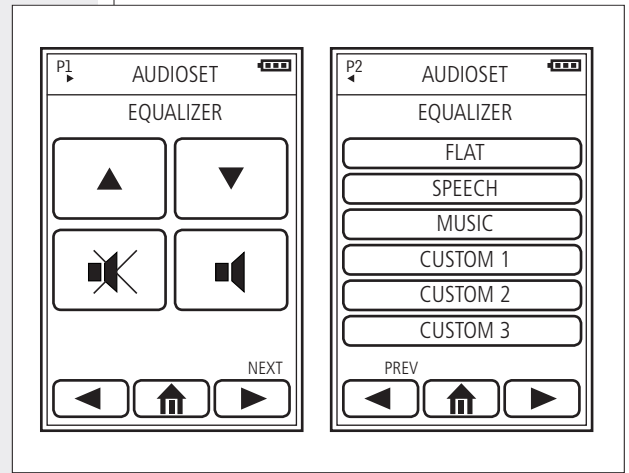 P1
AUDIOSET
EQUALIZER
NEXT
P2
AUDIOSET
EQUALIZER
FLAT
SPEECH
MUSIC
CUSTOM 1
CUSTOM 2
CUSTOM 3
PREV